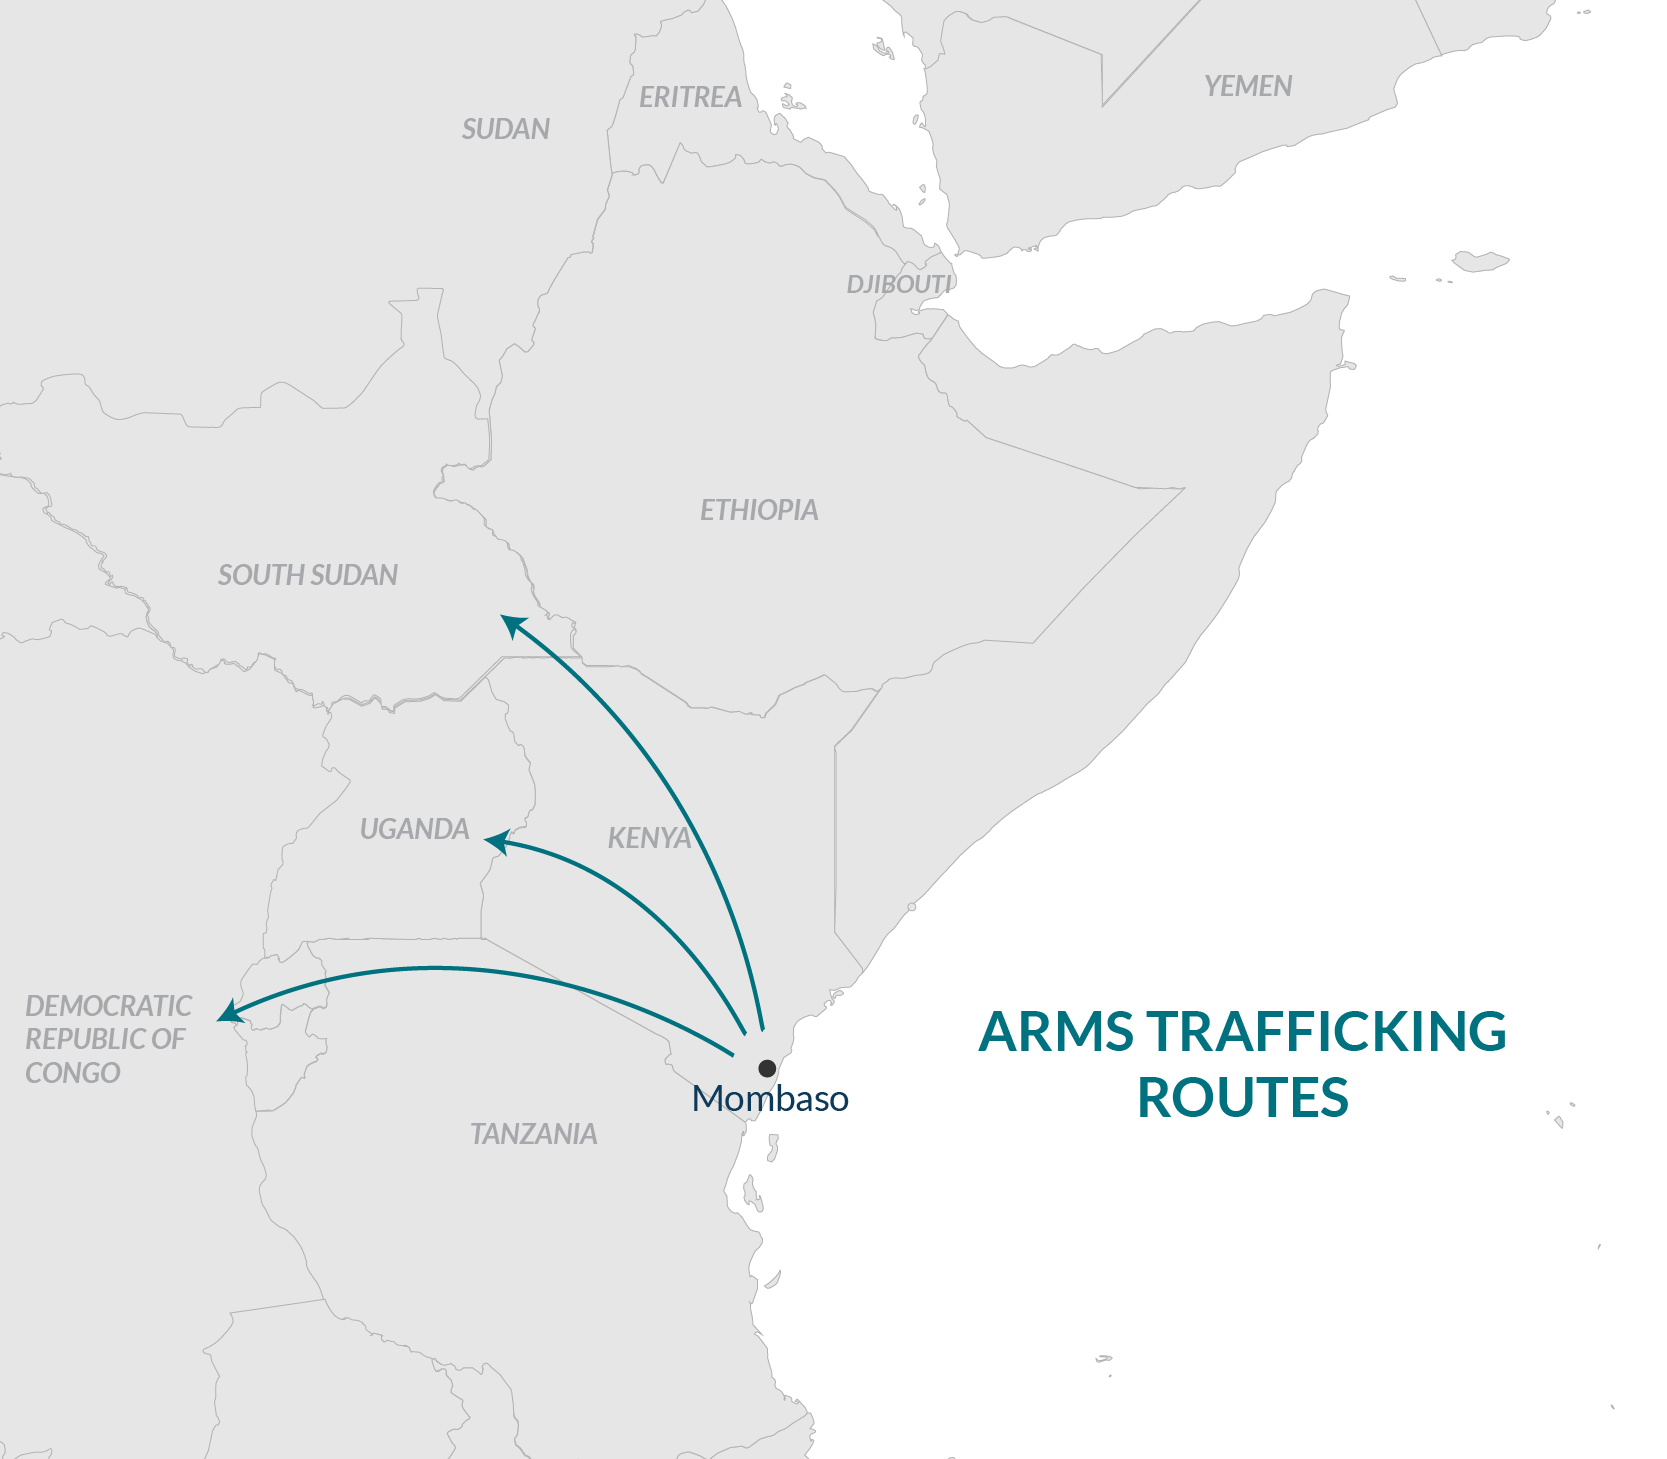 YEMEN
ERITREA
SUDAN
DJIBOUTI
ETHIOPIA
SOUTH SUDAN
UGANDA
KENYA
DEMOCRATIC
REPUBLIC OF
CONGO
ARMS TRAFFICKING
ROUTES
Mombaso
TANZANIA